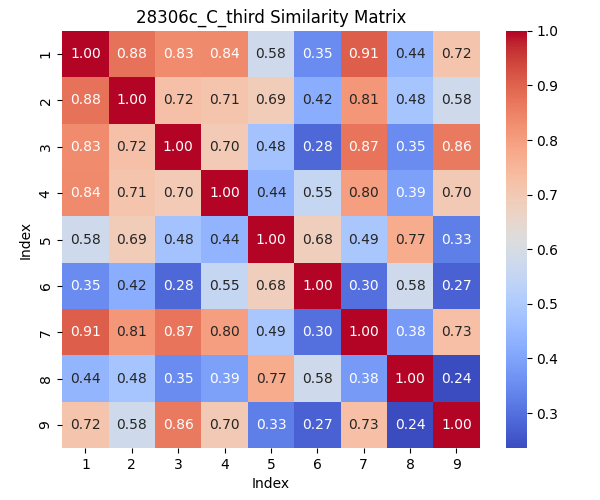 28306c_C_third Similarity Matrix
1 1.00 0.88 0.83 0.84 0.58 0.35 0.91 0.44 0.72
2 0.88 1.00 0.72 0.71 0.69 0.42 0.81 0.48 0.58
3 0.83 0.72 1.00 0.70 0.48 0.28 0.87 0.35 0.86
4 0.84 0.71 0.70 1.00 0.44 0.55 0.80 0.39 0.70
5 0.58 0.69 0.48 0.44 1.00 0.68 0.49 0.77 0.33
6 0.35 0.42 0.28 0.55 0.68 1.00 0.30 0.58 0.27
7 0.91 0.81 0.87 0.80 0.49 0.30 1.00 0.38 0.73
8 0.44 0.48 0.35 0.39 0.77 0.58 0.38 1.00 0.24
9 0.72 0.58 0.86 0.70 0.33 0.27 0.73 0.24 1.00
1 2 3 4 5 6 7 8 9
Index
Index
1.0
0.9
0.8
0.7
0.6
0.5
0.4
0.3